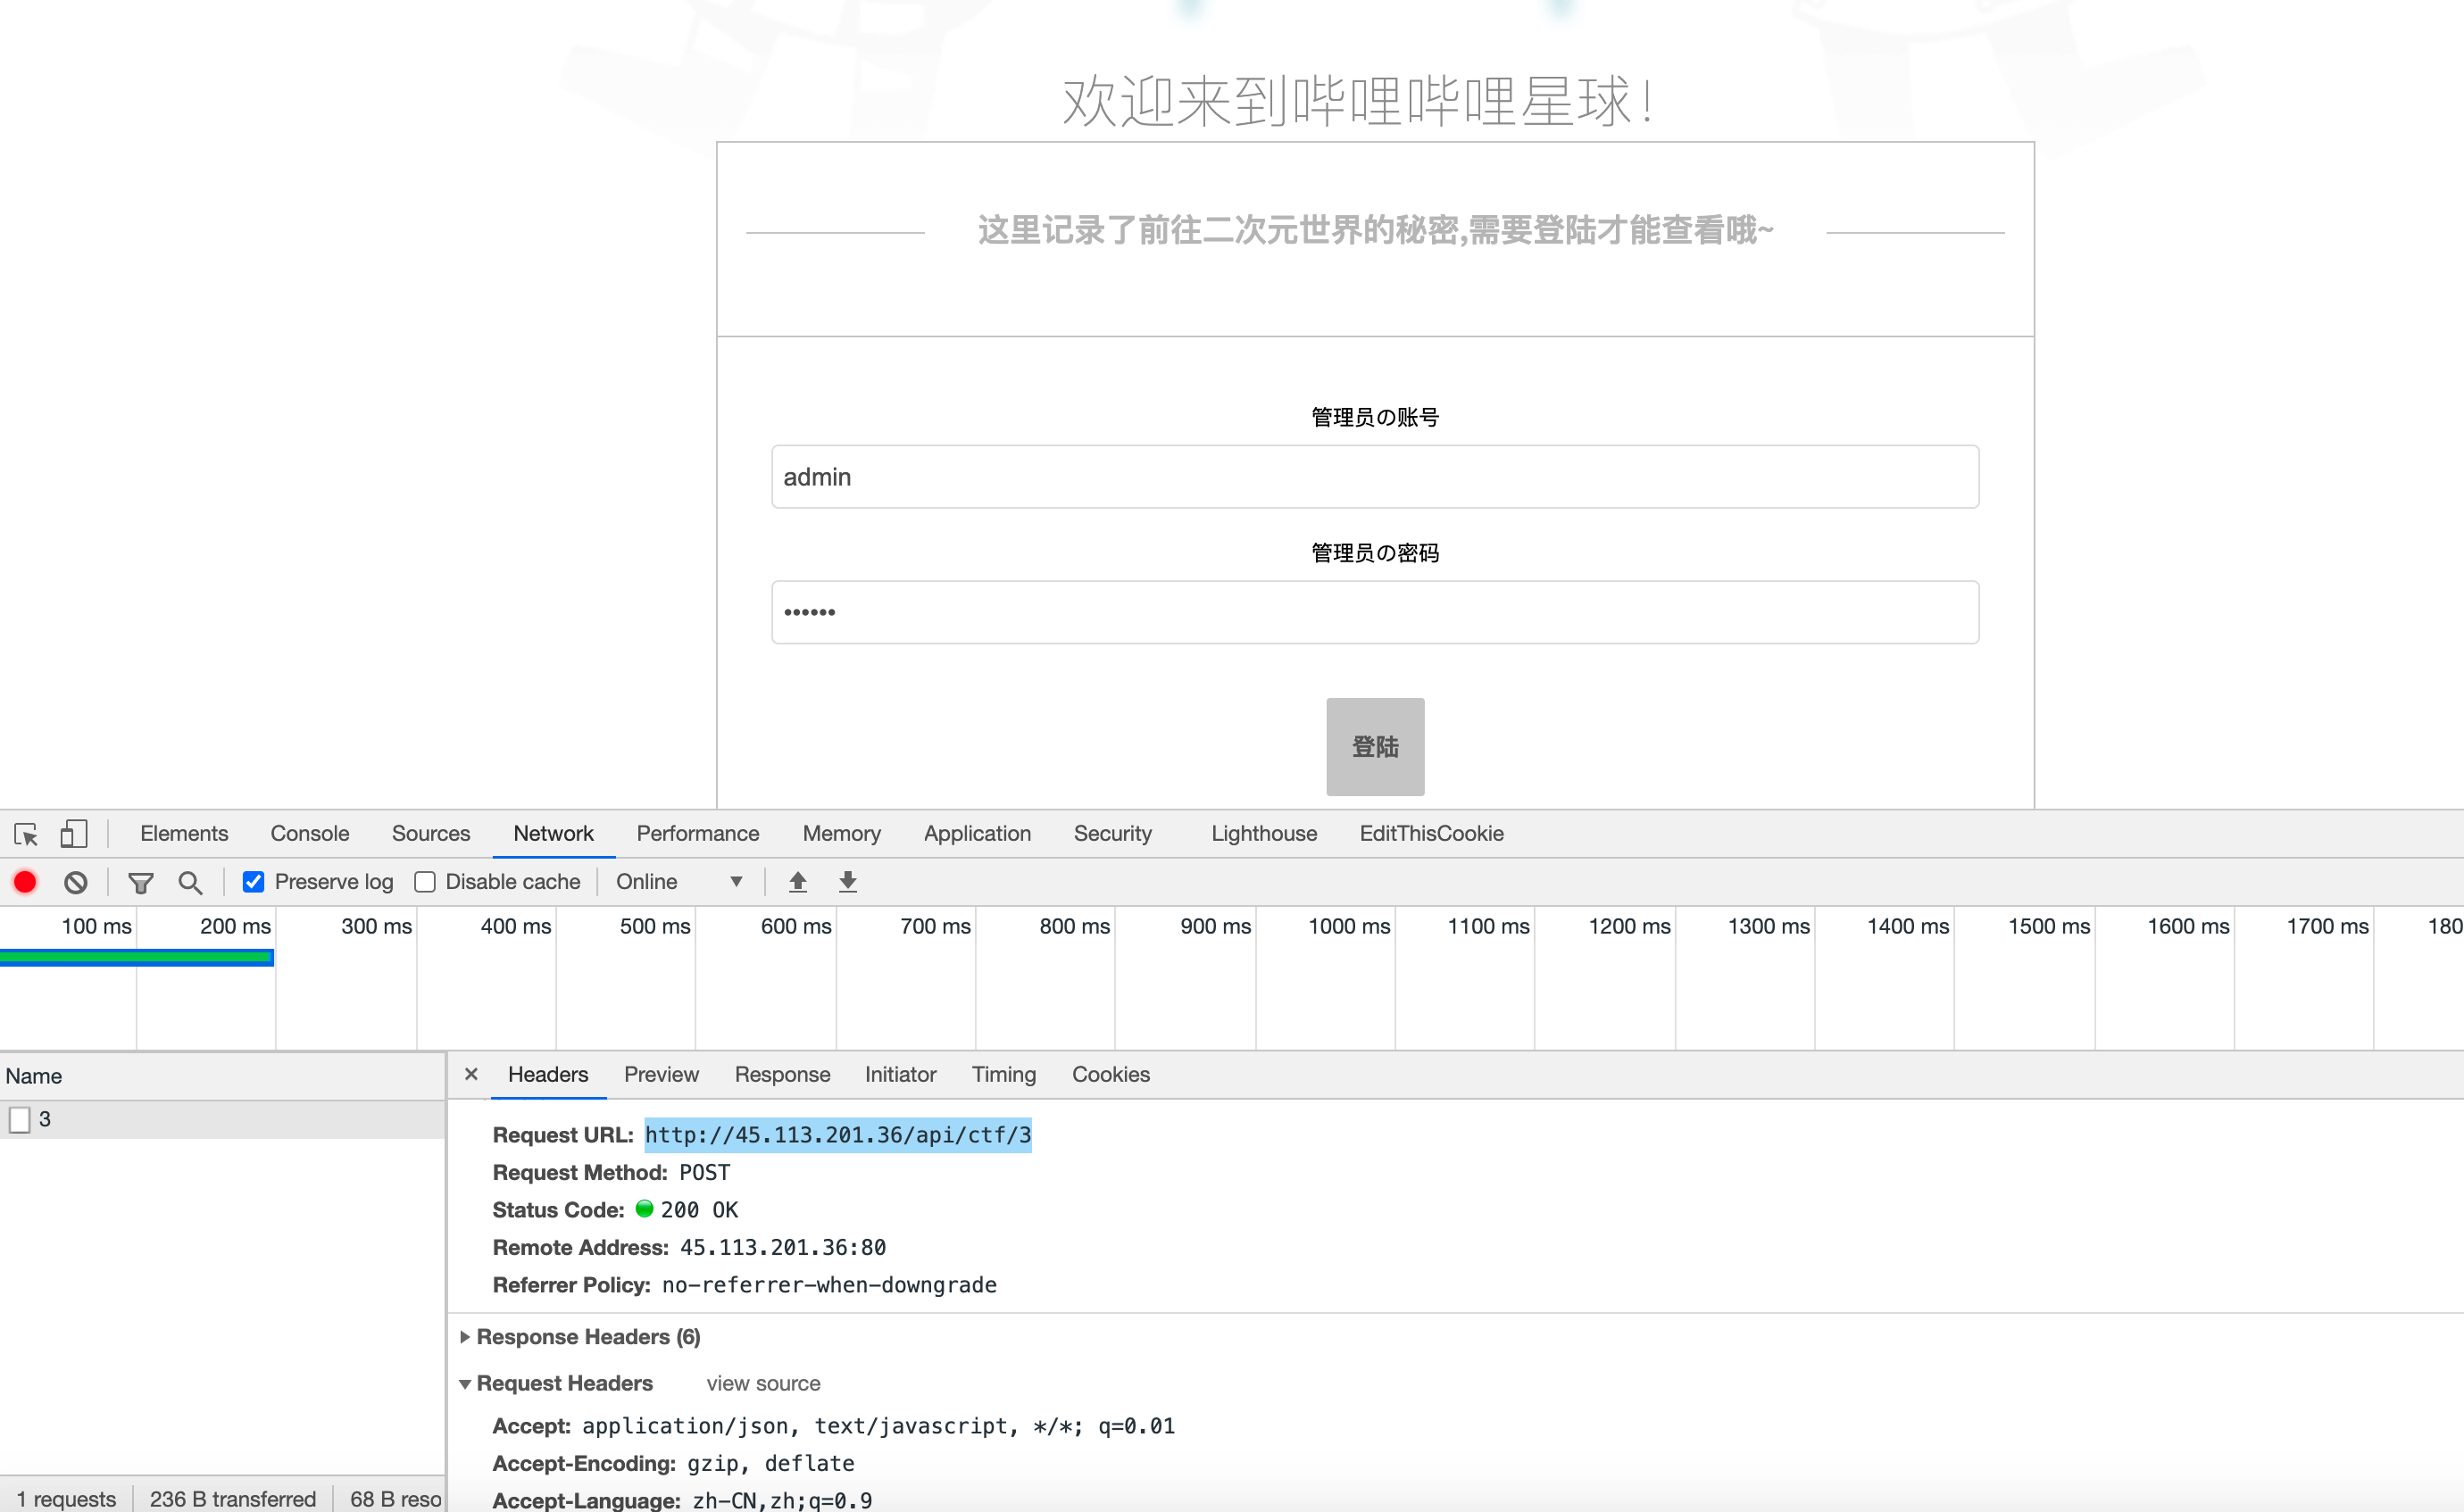 欢迎来到哔哩哔哩星球!
这里记录了前往二次元世界的秘密,需要登陆才能查看哦~
管理员の账号
admin
管理员の密码
••••••
登陆
Elements Console Sources Network Performance Memory Application Security Lighthouse EditThisCookie
Preserve log Disable cache Online
100 ms 200 ms 300 ms 400 ms 500 ms 600 ms 700 ms 800 ms 900 ms 1000 ms 1100 ms 1200 ms 1300 ms 1400 ms 1500 ms 1600 ms 1700 ms 180
Name
× Headers Preview Response Initiator Timing Cookies
3
Request URL: http://45.113.201.36/api/ctf/3
Request Method: POST
Status Code: 200 OK
Remote Address: 45.113.201.36:80
Referrer Policy: no-referrer-when-downgrade
Response Headers (6)
Request Headers view source
Accept: application/json, text/javascript, */*; q=0.01
Accept-Encoding: gzip, deflate
Accept-Language: zh-CN,zh;q=0.9
1 requests 236 B transferred 68 B reso